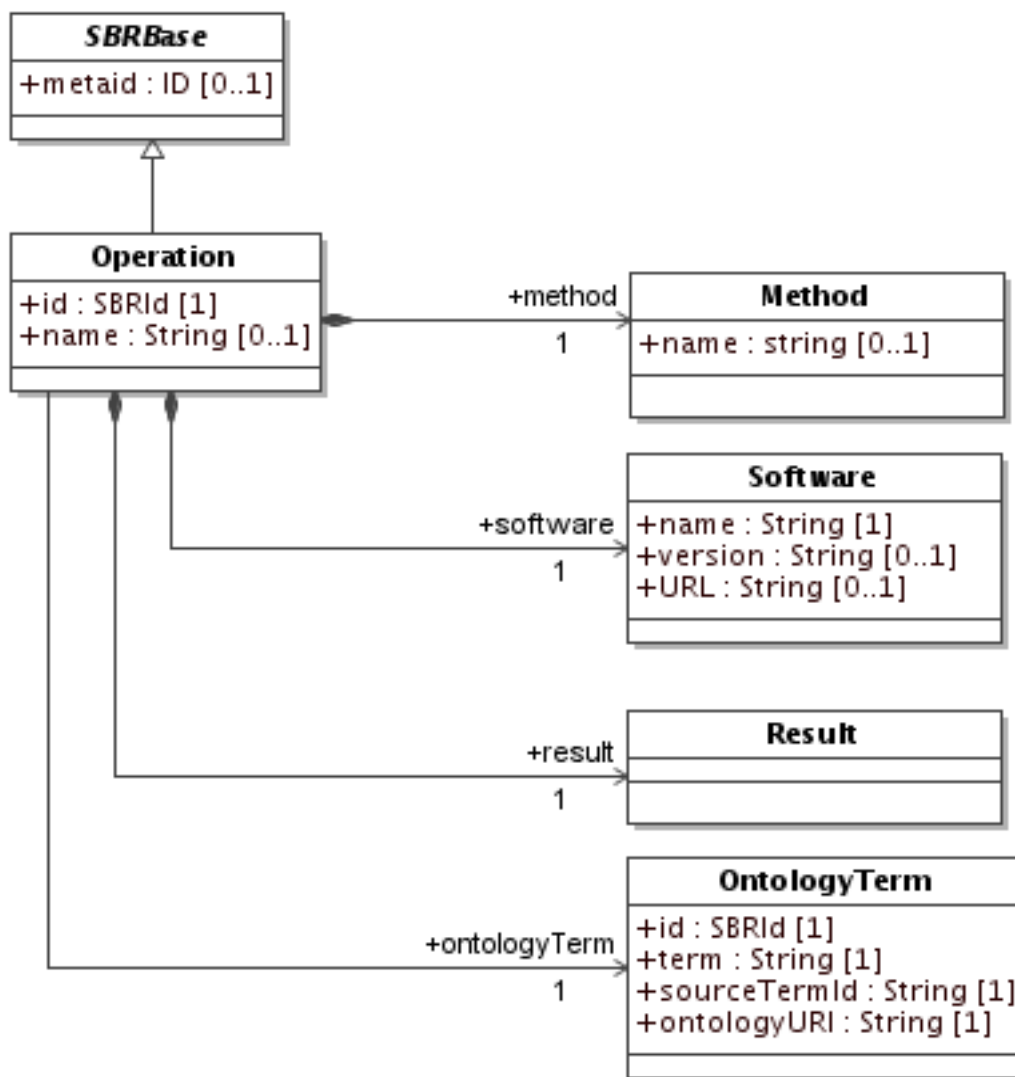 SBRBase
+metaid : ID [0..1]
Operation
+id : SBRId [1]
+name : String [0..1]
+method
1
Method
+name : string [0..1]
+software
1
Software
+name : String [1]
+version : String [0..1]
+URL : String [0..1]
+result
1
Result
+ontologyTerm
1
OntologyTerm
+id : SBRId [1]
+term : String [1]
+sourceTermId : String [1]
+ontologyURI : String [1]